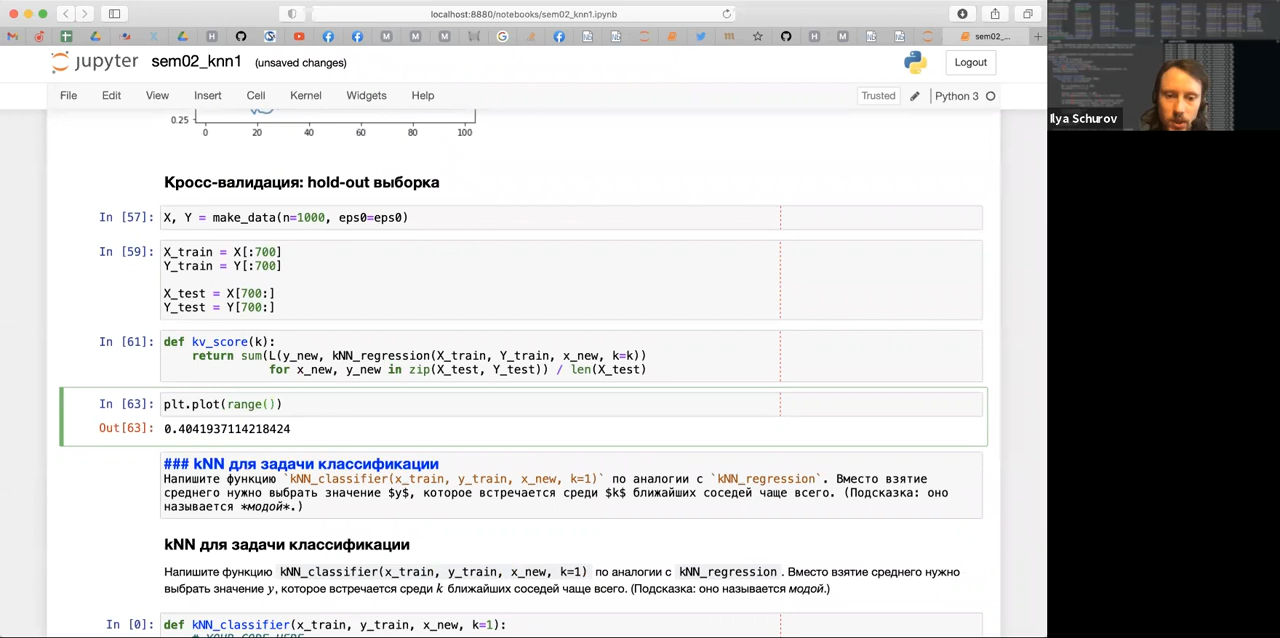 localhost:8880/notebooks/sem02_knn1.ipynb
sem02_...
jupyter sem02_knn1 (unsaved changes)
Logout
File Edit View Insert Cell Kernel Widgets Help
Trusted Python 3
Ilya Schurov
0.25
0 20 40 60 80 100
Кросс-валидация: hold-out выборка
In [57]: X, Y = make_data(n=1000, eps0=eps0)
In [59]: X_train = X[:700]
Y_train = Y[:700]
X_test = X[700:]
Y_test = Y[700:]
In [61]: def kv_score(k):
return sum(L(y_new, kNN_regression(X_train, Y_train, x_new, k=k))
for x_new, y_new in zip(X_test, Y_test)) / len(X_test)
In [63]: plt.plot(range())
Out[63]: 0.4041937114218424
### kNN для задачи классификации
Напишите функцию `kNN_classifier(x_train, y_train, x_new, k=1)` по аналогии с `kNN_regression`. Вместо взятие
среднего нужно выбрать значение $y$, которое встречается среди $k$ ближайших соседей чаще всего. (Подсказка: оно
называется *модой*.)
kNN для задачи классификации
Напишите функцию kNN_classifier(x_train, y_train, x_new, k=1) по аналогии с kNN_regression. Вместо взятие среднего нужно
выбрать значение y, которое встречается среди k ближайших соседей чаще всего. (Подсказка: оно называется модой.)
In [0]: def kNN_classifier(x_train, y_train, x_new, k=1):
# YOUR CODE HERE